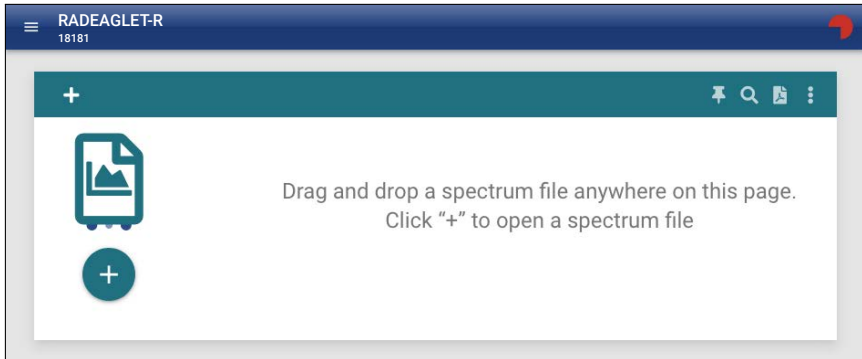 RADEAGLET-R
18181
Drag and drop a spectrum file anywhere on this page.
Click “+” to open a spectrum file